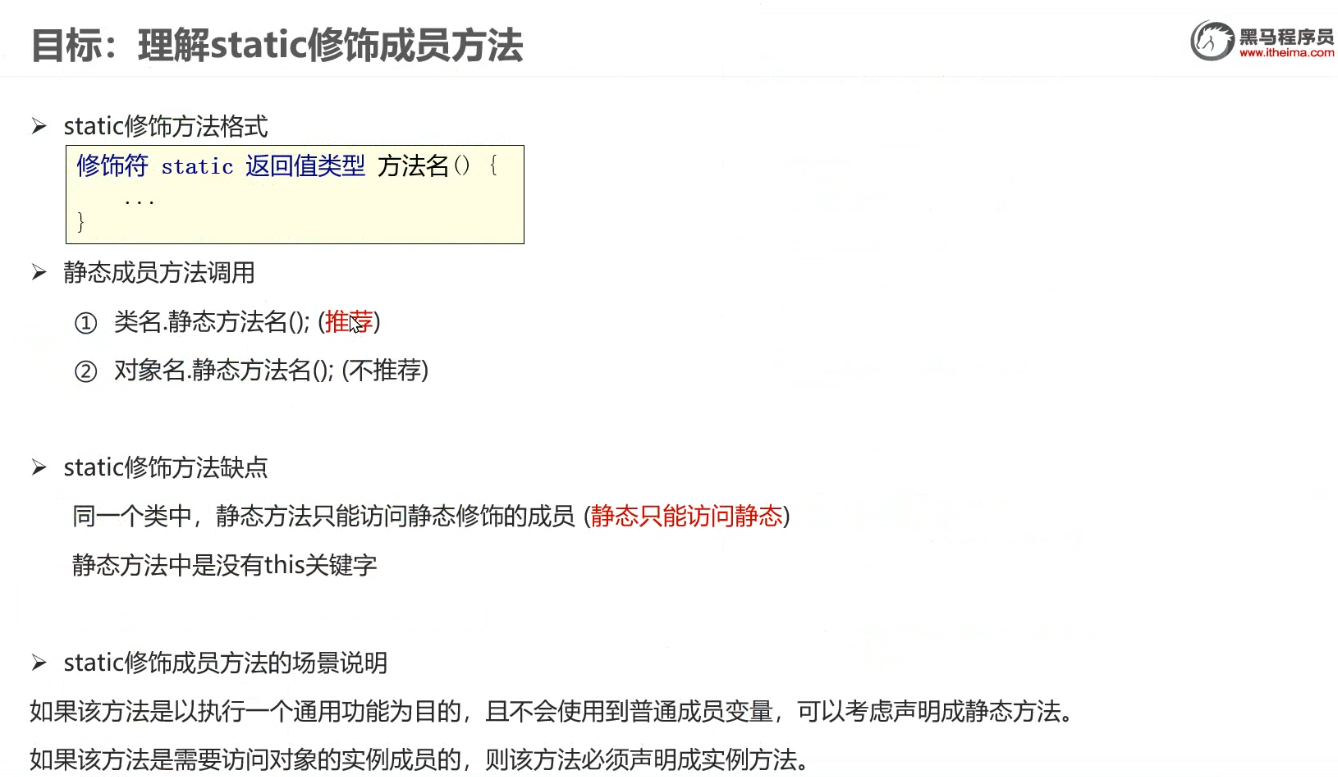 目标：理解static修饰成员方法
黑马程序员
www.itheima.com
➢ static修饰方法格式
修饰符 static 返回值类型 方法名() {
...
}
➢ 静态成员方法调用
① 类名.静态方法名(); (推荐)
② 对象名.静态方法名(); (不推荐)
➢ static修饰方法缺点
同一个类中，静态方法只能访问静态修饰的成员 (静态只能访问静态)
静态方法中是没有this关键字
➢ static修饰成员方法的场景说明
如果该方法是以执行一个通用功能为目的，且不会使用到普通成员变量，可以考虑声明成静态方法。
如果该方法是需要访问对象的实例成员的，则该方法必须声明成实例方法。